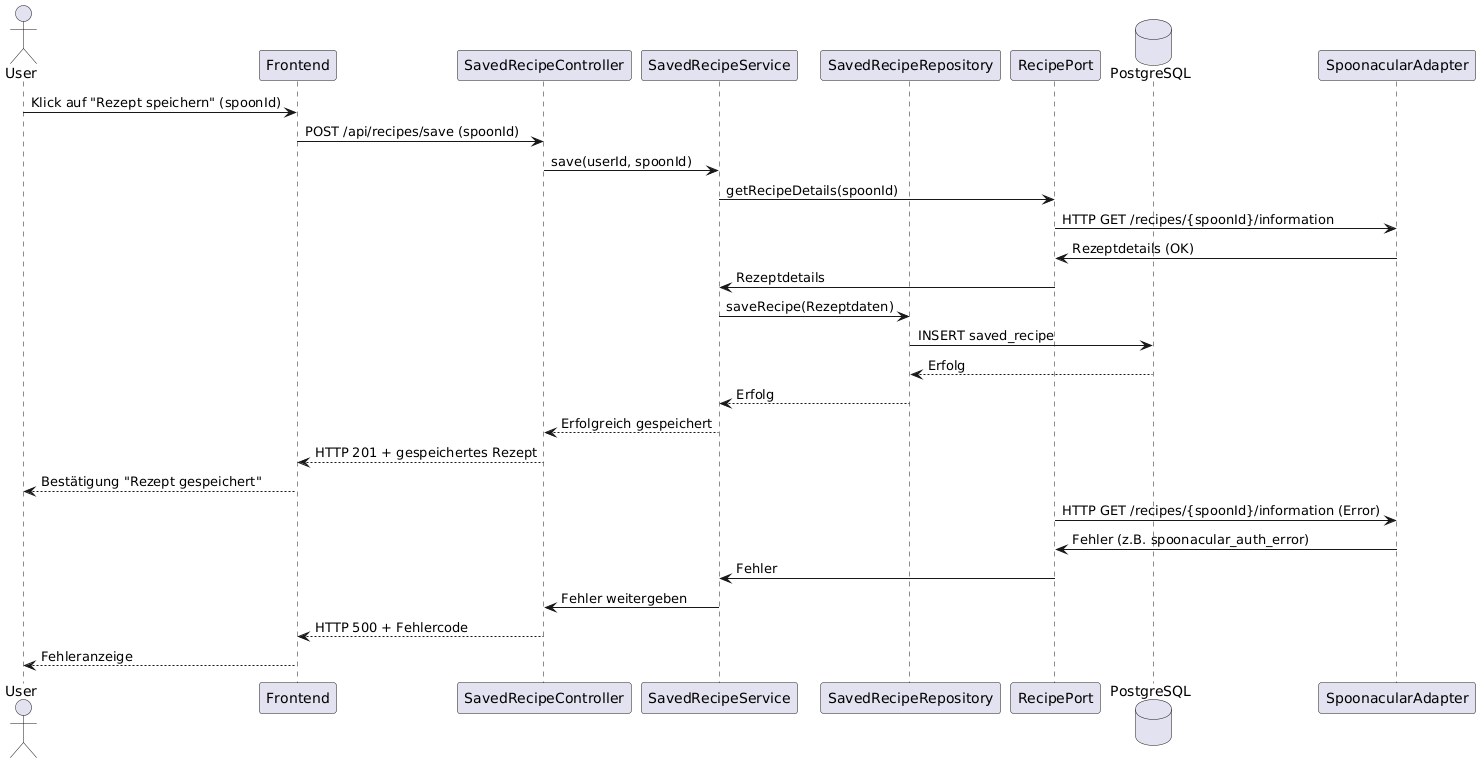 User
Frontend
SavedRecipeController
SavedRecipeService
SavedRecipeRepository
RecipePort
PostgreSQL
SpoonacularAdapter
Klick auf "Rezept speichern" (spoonId)
POST /api/recipes/save (spoonId)
save(userId, spoonId)
getRecipeDetails(spoonId)
HTTP GET /recipes/{spoonId}/information
Rezeptdetails (OK)
Rezeptdetails
saveRecipe(Rezeptdaten)
INSERT saved_recipe
Erfolg
Erfolg
Erfolgreich gespeichert
HTTP 201 + gespeichertes Rezept
Bestätigung "Rezept gespeichert"
HTTP GET /recipes/{spoonId}/information (Error)
Fehler (z.B. spoonacular_auth_error)
Fehler
Fehler weitergeben
HTTP 500 + Fehlercode
Fehleranzeige
User
Frontend
SavedRecipeController
SavedRecipeService
SavedRecipeRepository
RecipePort
PostgreSQL
SpoonacularAdapter